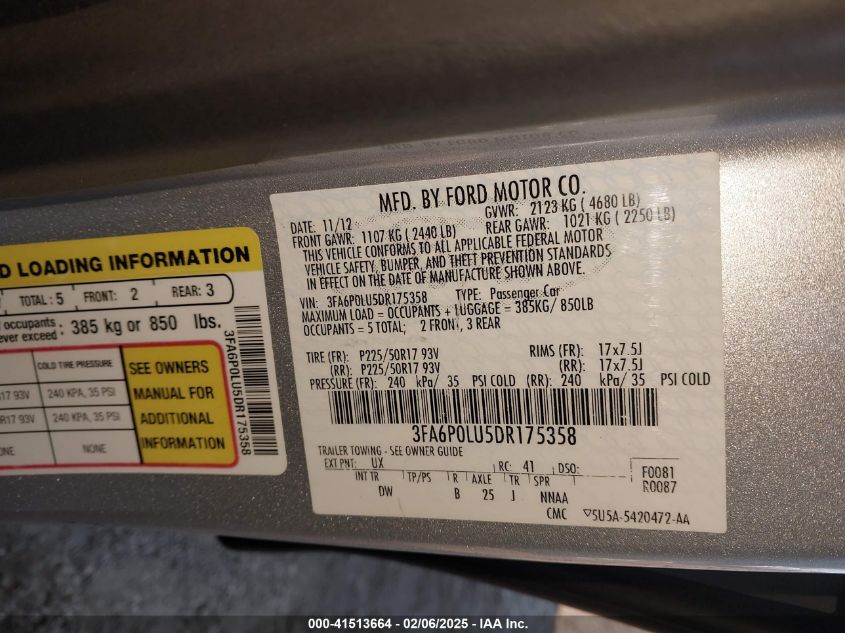 MFD. BY FORD MOTOR CO.
DATE: 11/12 GVWR: 2123 KG ( 4680 LB)
FRONT GAWR: 1107 KG ( 2440 LB) REAR GAWR: 1021 KG ( 2250 LB)
THIS VEHICLE CONFORMS TO ALL APPLICABLE FEDERAL MOTOR
VEHICLE SAFETY, BUMPER, AND THEFT PREVENTION STANDARDS
IN EFFECT ON THE DATE OF MANUFACTURE SHOWN ABOVE.
VIN: 3FA6P0LU5DR175358 TYPE: Passenger Car
MAXIMUM LOAD = OCCUPANTS + LUGGAGE = 385KG/ 850LB
OCCUPANTS = 5 TOTAL; 2 FRONT, 3 REAR
TIRE (FR): P225/50R17 93V RIMS (FR): 17x7.5J
(RR): P225/50R17 93V (RR): 17x7.5J
PRESSURE (FR): 240 kPa/ 35 PSI COLD (RR): 240 kPa/ 35 PSI COLD
3FA6P0LU5DR175358
TRAILER TOWING - SEE OWNER GUIDE
EXT PNT: UX RC: 41 DSO:
INT TR TP/PS R AXLE TR SPR
DW B 25 J NNAA
F0081
R0087
CMC ▽5U5A-5420472-AA
D LOADING INFORMATION
TOTAL : 5 FRONT: 2 REAR: 3
occupants
ever exceed : 385 kg or 850 lbs.
COLD TIRE PRESSURE
17 93V 240 KPA, 35 PSI
R17 93V 240 KPA, 35 PSI
ONE NONE
SEE OWNERS
MANUAL FOR
ADDITIONAL
INFORMATION
3FA6P0LU5DR175358
000-41513664 / 02/06/2025 - IAA Inc.